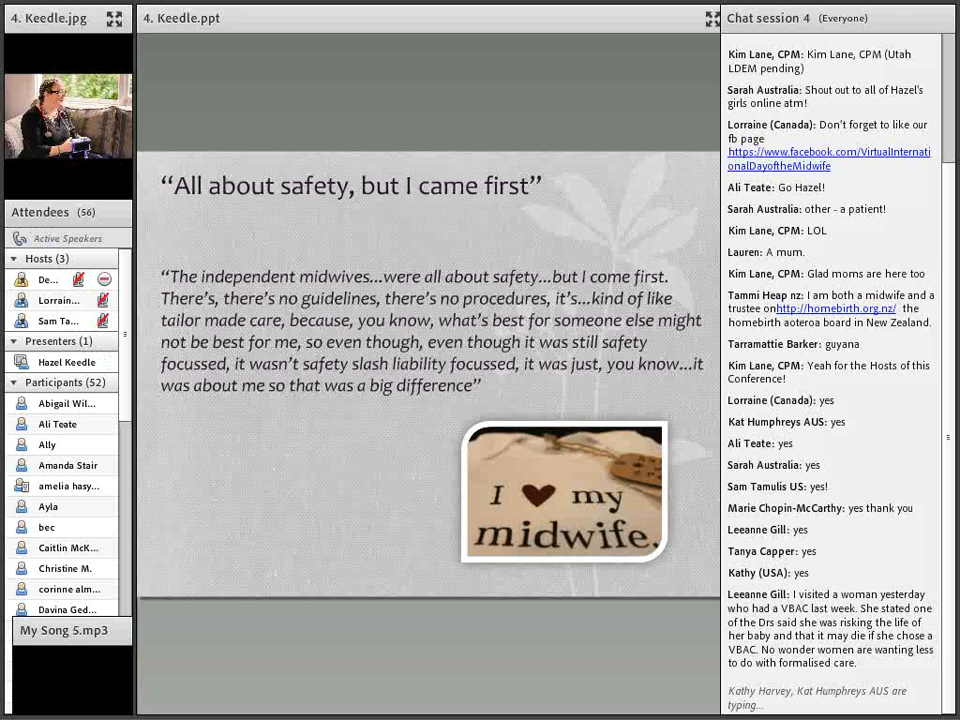 4. Keedle.jpg
Attendees (56)
Active Speakers
Hosts (3)
De...
Lorrain...
Sam Ta...
Presenters (1)
Hazel Keedle
Participants (52)
Abigail Wil...
Ali Teate
Ally
Amanda Stair
amelia hasy...
Ayla
bec
Caitlin McK...
Christine M.
corinne alm...
Davina Ged...
My Song 5.mp3
4. Keedle.ppt
“All about safety, but I came first”
“The independent midwives...were all about safety...but I come first.
There’s, there’s no guidelines, there’s no procedures, it’s...kind of like
tailor made care, because, you know, what’s best for someone else might
not be best for me, so even though, even though it was still safety
focussed, it wasn’t safety slash liability focussed, it was just, you know...it
was about me so that was a big difference”
I ♥ my
midwife.
Chat session 4 (Everyone)
Kim Lane, CPM: Kim Lane, CPM (Utah
LDEM pending)
Sarah Australia: Shout out to all of Hazel's
girls online atm!
Lorraine (Canada): Don't forget to like our
fb page
https://www.facebook.com/VirtualInternati
onalDayoftheMidwife
Ali Teate: Go Hazel!
Sarah Australia: other - a patient!
Kim Lane, CPM: LOL
Lauren: A mum.
Kim Lane, CPM: Glad moms are here too
Tammi Heap nz: I am both a midwife and a
trustee onhttp://homebirth.org.nz/ the
homebirth aoteroa board in New Zealand.
Tarramattie Barker: guyana
Kim Lane, CPM: Yeah for the Hosts of this
Conference!
Lorraine (Canada): yes
Kat Humphreys AUS: yes
Ali Teate: yes
Sarah Australia: yes
Sam Tamulis US: yes!
Marie Chopin-McCarthy: yes thank you
Leeanne Gill: yes
Tanya Capper: yes
Kathy (USA): yes
Leeanne Gill: I visited a woman yesterday
who had a VBAC last week. She stated one
of the Drs said she was risking the life of
her baby and that it may die if she chose a
VBAC. No wonder women are wanting less
to do with formalised care.
Kathy Harvey, Kat Humphreys AUS are
typing...